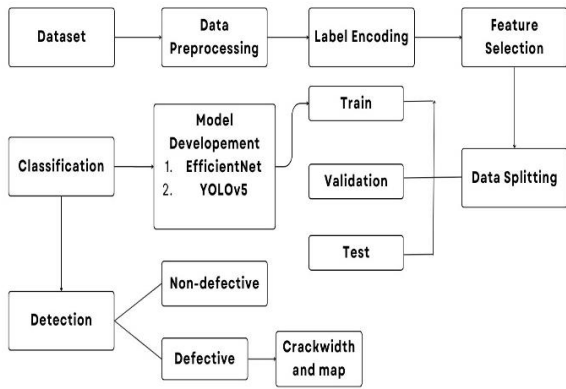 Dataset
Data
Preprocessing
Label Encoding
Feature
Selection
Model
Developement
1. EfficientNet
2. YOLOv5
Train
Classification
Validation
Data Splitting
Test
Non-defective
Detection
Defective
Crackwidth
and map